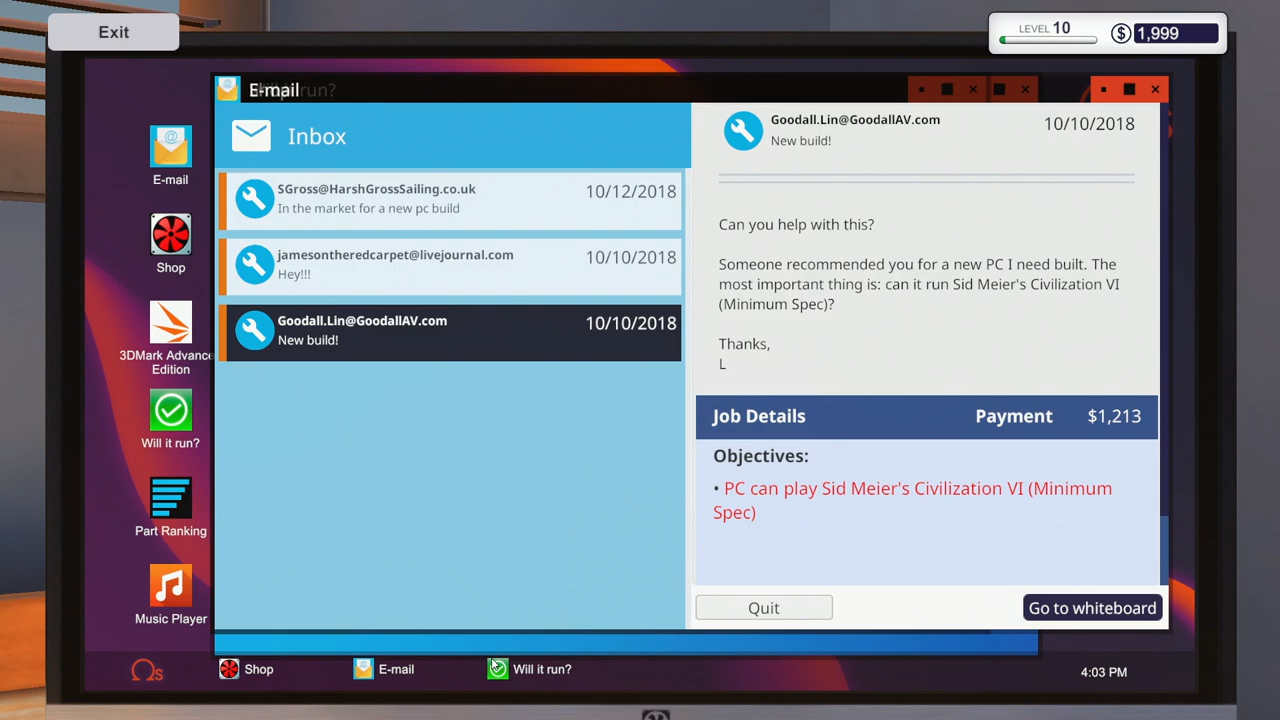 Exit
LEVEL 10
$ 1,999
E-mail
run?
Inbox
SGross@HarshGrossSailing.co.uk
10/12/2018
In the market for a new pc build
jamesontheredcarpet@livejournal.com
10/10/2018
Hey!!!
Goodall.Lin@GoodallAV.com
10/10/2018
New build!
Goodall.Lin@GoodallAV.com
10/10/2018
New build!
Can you help with this?
Someone recommended you for a new PC I need built. The
most important thing is: can it run Sid Meier's Civilization VI
(Minimum Spec)?
Thanks,
L
Job Details
Payment
$1,213
Objectives:
• PC can play Sid Meier's Civilization VI (Minimum
Spec)
Quit
Go to whiteboard
E-mail
Shop
3DMark Advance
Edition
Will it run?
Part Ranking
Music Player
Ωs
Shop
E-mail
Will it run?
4:03 PM